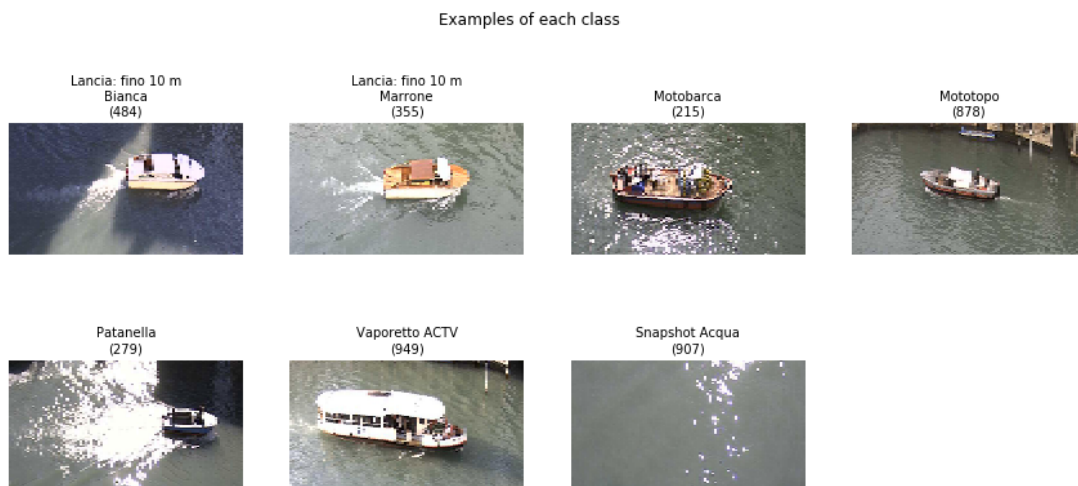 Examples of each class
Lancia: fino 10 m
Bianca
(484)
Lancia: fino 10 m
Marrone
(355)
Motobarca
(215)
Mototopo
(878)
Patanella
(279)
Vaporetto ACTV
(949)
Snapshot Acqua
(907)